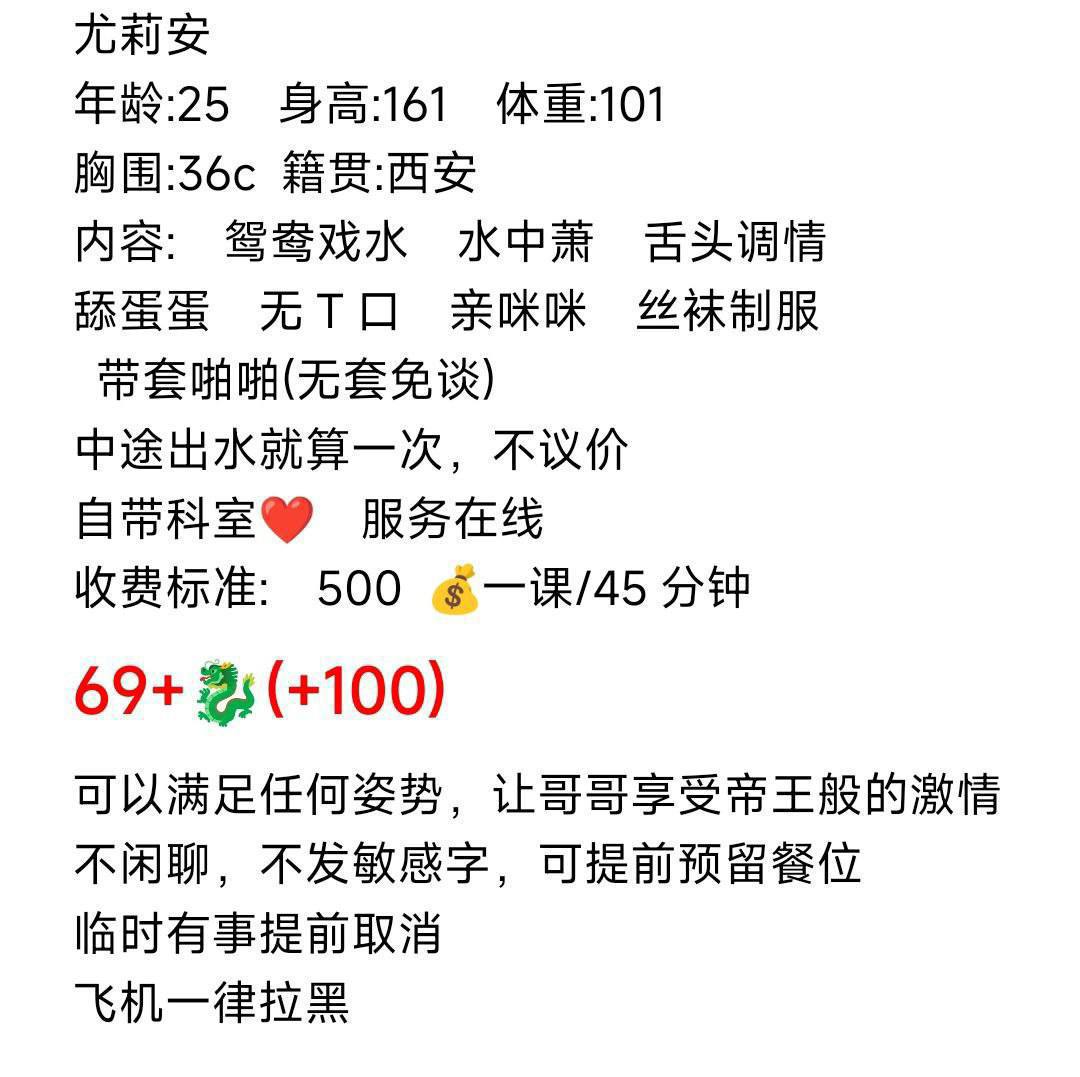 尤莉安
年龄:25 身高:161 体重:101
胸围:36c 籍贯:西安
内容: 鸳鸯戏水 水中萧 舌头调情
舔蛋蛋 无 T 口 亲咪咪 丝袜制服
带套啪啪(无套免谈)
中途出水就算一次，不议价
自带科室❤️ 服务在线
收费标准: 500 💰一课/45 分钟
69+🐉(+100)
可以满足任何姿势，让哥哥享受帝王般的激情
不闲聊，不发敏感字，可提前预留餐位
临时有事提前取消
飞机一律拉黑